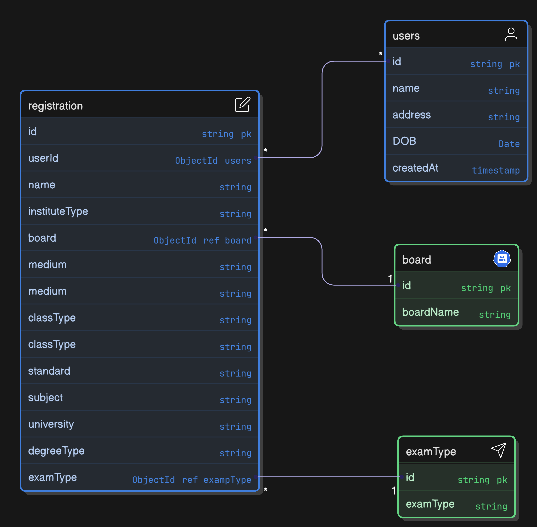 users
id string pk
name string
address string
DOB Date
createdAt timestamp
*
registration
id string pk
userId ObjectId users
*
name string
instituteType string
board ObjectId ref board
*
medium string
medium string
classType string
classType string
standard string
subject string
university string
degreeType string
examType ObjectId ref exampType
*
board
1
id string pk
boardName string
examType
id string pk
1
examType string